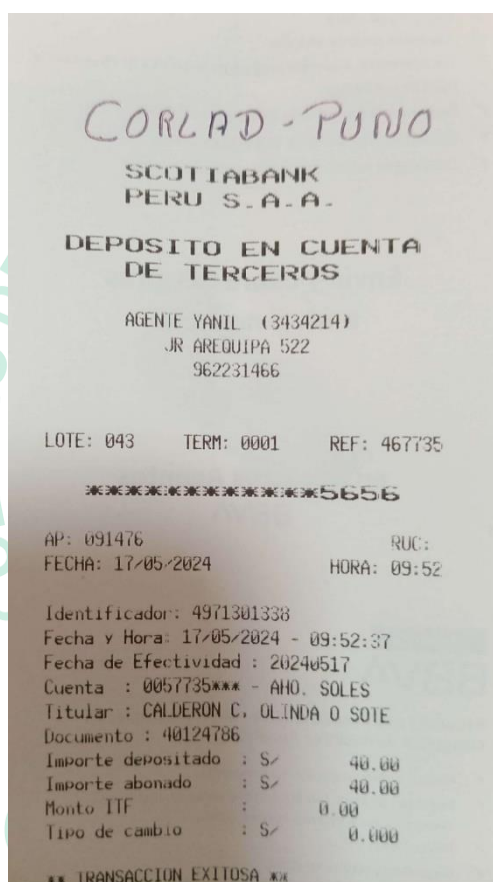 CORLAD - PUNO
SCOTIABANK
PERU S.A.A.
DEPOSITO EN CUENTA
DE TERCEROS
AGENTE YANIL (3434214)
JR AREQUIPA 522
962231466
LOTE: 043 TERM: 0001 REF: 467735
************5656
AP: 091476 RUC:
FECHA: 17/05/2024 HORA: 09:52
Identificador: 4971301338
Fecha y Hora: 17/05/2024 - 09:52:37
Fecha de Efectividad : 20240517
Cuenta : 0057735*** - AHO. SOLES
Titular : CALDERON C, OLINDA O SOTE
Documento : 40124786
Importe depositado : S/ 40.00
Importe abonado : S/ 40.00
Monto ITF : 0.00
Tipo de cambio : S/ 0.000
** TRANSACCION EXITOSA **